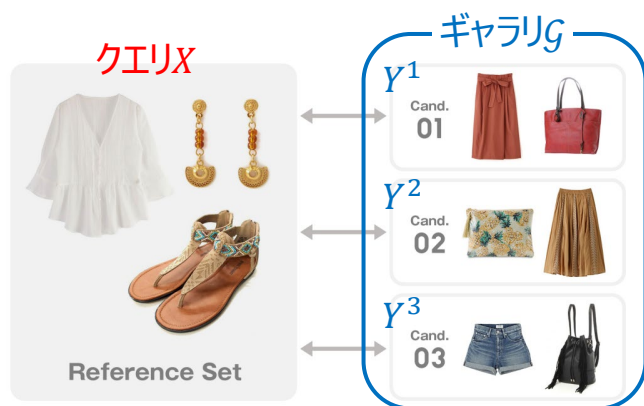 クエリX
ギャラリG
Y¹
Cand.
01
Y²
Cand.
02
Y³
Cand.
03
Reference Set